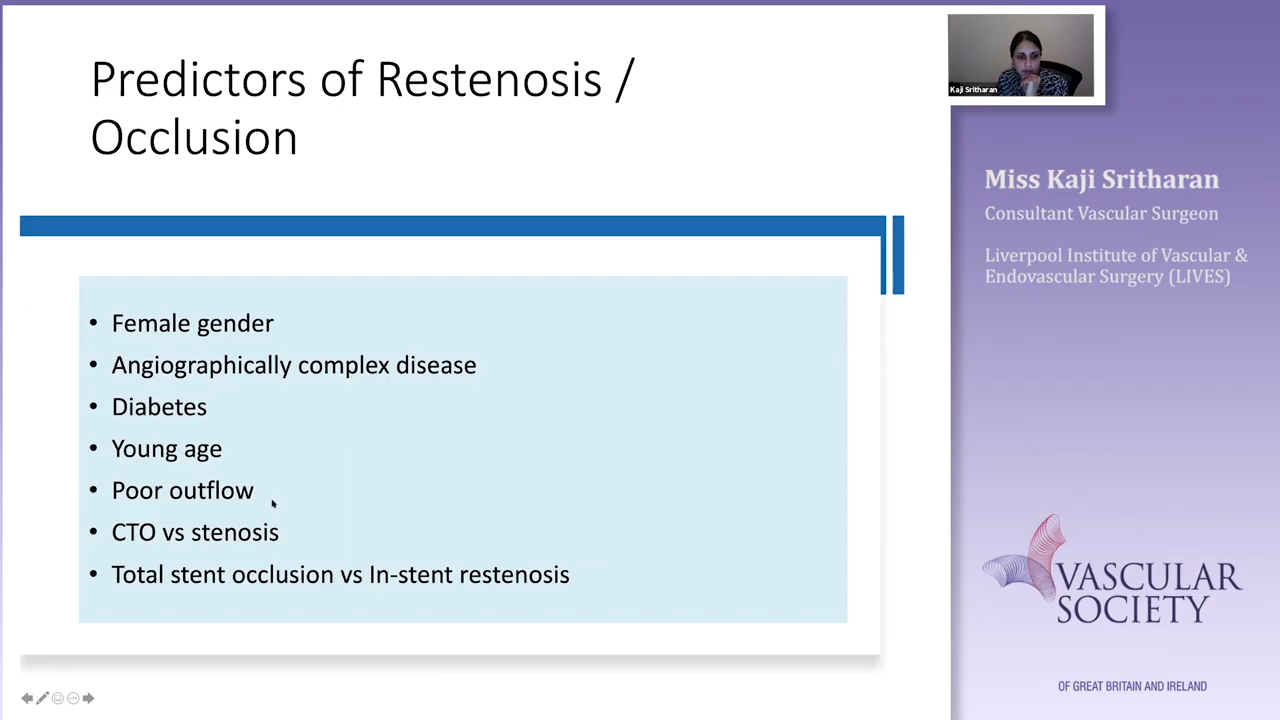 Predictors of Restenosis /
Occlusion
• Female gender
• Angiographically complex disease
• Diabetes
• Young age
• Poor outflow
• CTO vs stenosis
• Total stent occlusion vs In-stent restenosis
Kaji Sritharan
Miss Kaji Sritharan
Consultant Vascular Surgeon
Liverpool Institute of Vascular &
Endovascular Surgery (LIVES)
VASCULAR
SOCIETY
OF GREAT BRITAIN AND IRELAND